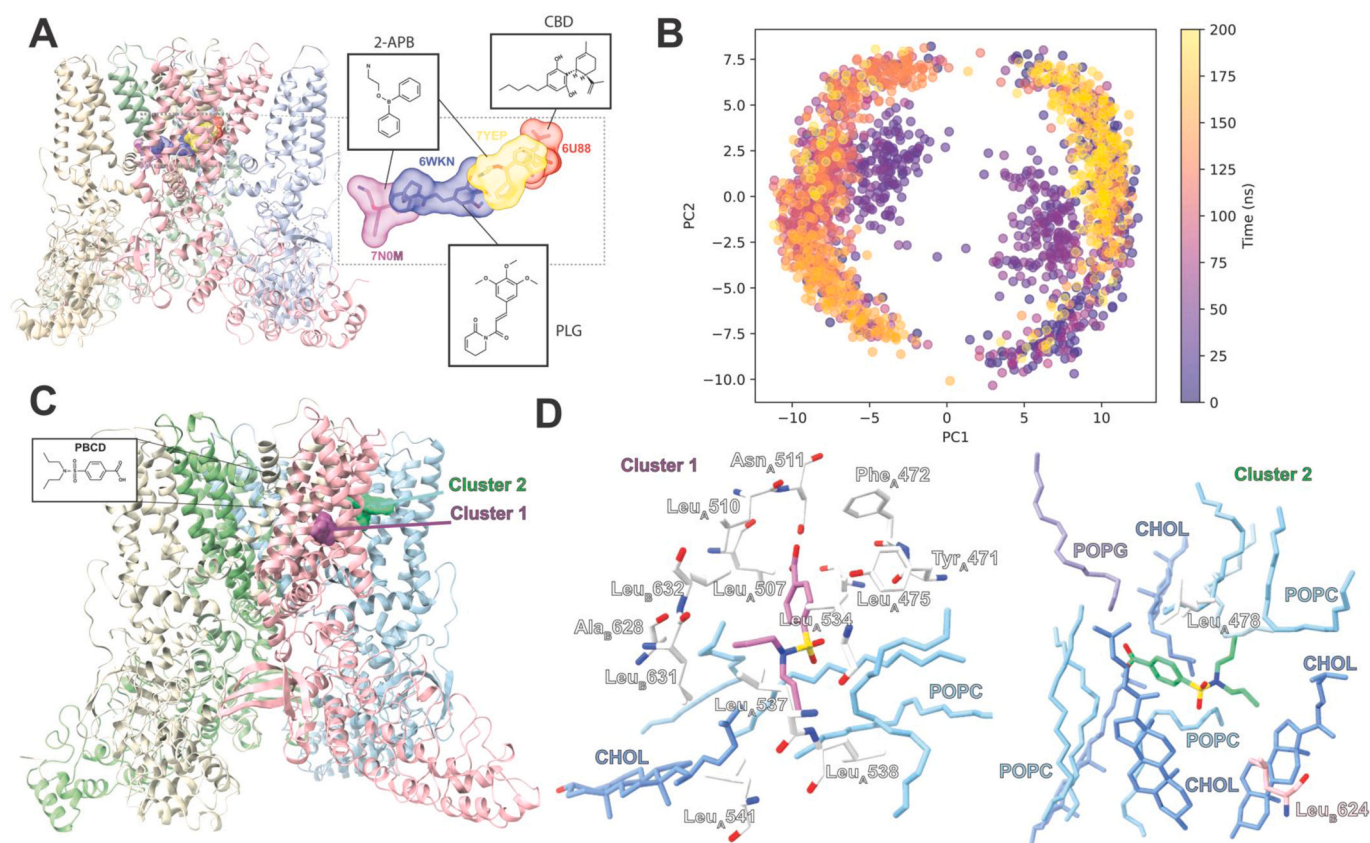 A
2-APB
N
O
B
CBD
OH
OH
H
H
7YEP
6U88
6WKN
7N0M
PLG
O
O
O
O
N
O
B
7.5
5.0
2.5
0.0
−2.5
−5.0
−7.5
−10.0
PC2
−10
−5
0
5
10
PC1
200
175
150
125
100
75
50
25
0
Time (ns)
C
PBCD
Cluster 2
Cluster 1
D
Cluster 1
AsnA511
PheA472
LeuA510
TyrA471
LeuB632
LeuA507
LeuA475
LeuA534
AlaB628
LeuB631
LeuA537
POPC
CHOL
LeuA538
LeuA541
Cluster 2
CHOL
POPG
POPC
LeuA478
CHOL
POPC
POPC
CHOL
LeuB624